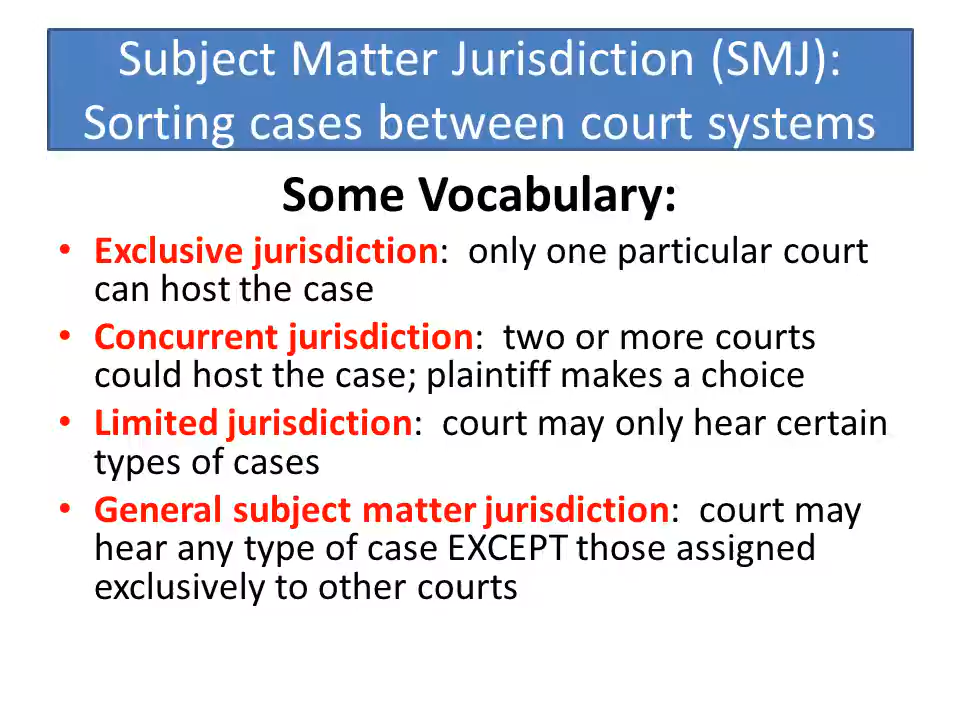 Subject Matter Jurisdiction (SMJ):
Sorting cases between court systems
Some Vocabulary:
• Exclusive jurisdiction:  only one particular court
can host the case
• Concurrent jurisdiction:  two or more courts
could host the case; plaintiff makes a choice
• Limited jurisdiction:  court may only hear certain
types of cases
• General subject matter jurisdiction:  court may
hear any type of case EXCEPT those assigned
exclusively to other courts